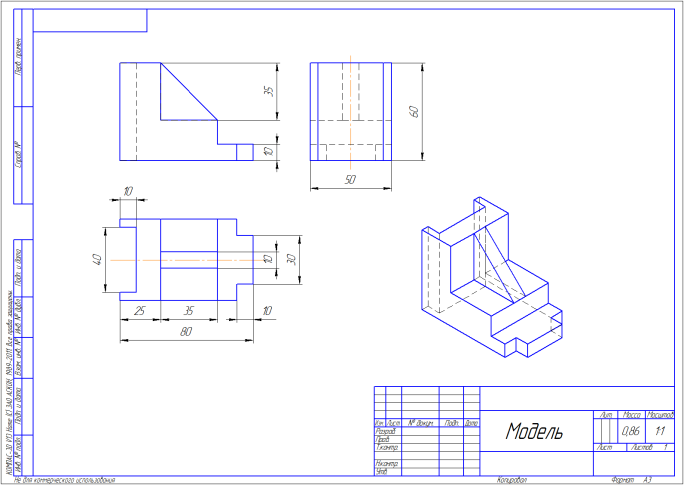 Перв. примен.
Справ. №
Подп. и дата
Инв. № дубл.
Взам. инв. №
Подп. и дата
Инв. № подл.
35
10
60
50
10
40
10
30
25
35
10
80
Изм. Лист № докум. Подп. Дата
Разраб.
Пров.
Т.контр.
Н.контр.
Утв.
Модель
Лит. Масса Масштаб
0,86 1:1
Лист Листов 1
Не для коммерческого использования
Копировал
Формат А3